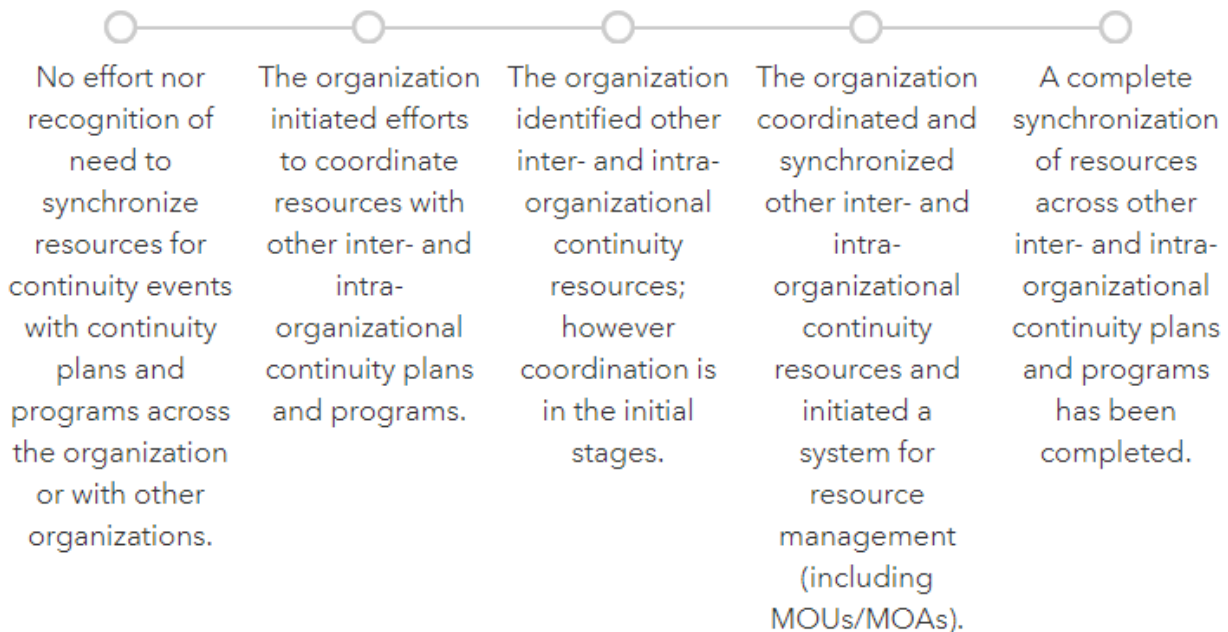 No effort nor
recognition of
need to
synchronize
resources for
continuity events
with continuity
plans and
programs across
the organization
or with other
organizations.
The organization
initiated efforts
to coordinate
resources with
other inter- and
intra-
organizational
continuity plans
and programs.
The organization
identified other
inter- and intra-
organizational
continuity
resources;
however
coordination is
in the initial
stages.
The organization
coordinated and
synchronized
other inter- and
intra-
organizational
continuity
resources and
initiated a
system for
resource
management
(including
MOUs/MOAs).
A complete
synchronization
of resources
across other
inter- and intra-
organizational
continuity plans
and programs
has been
completed.